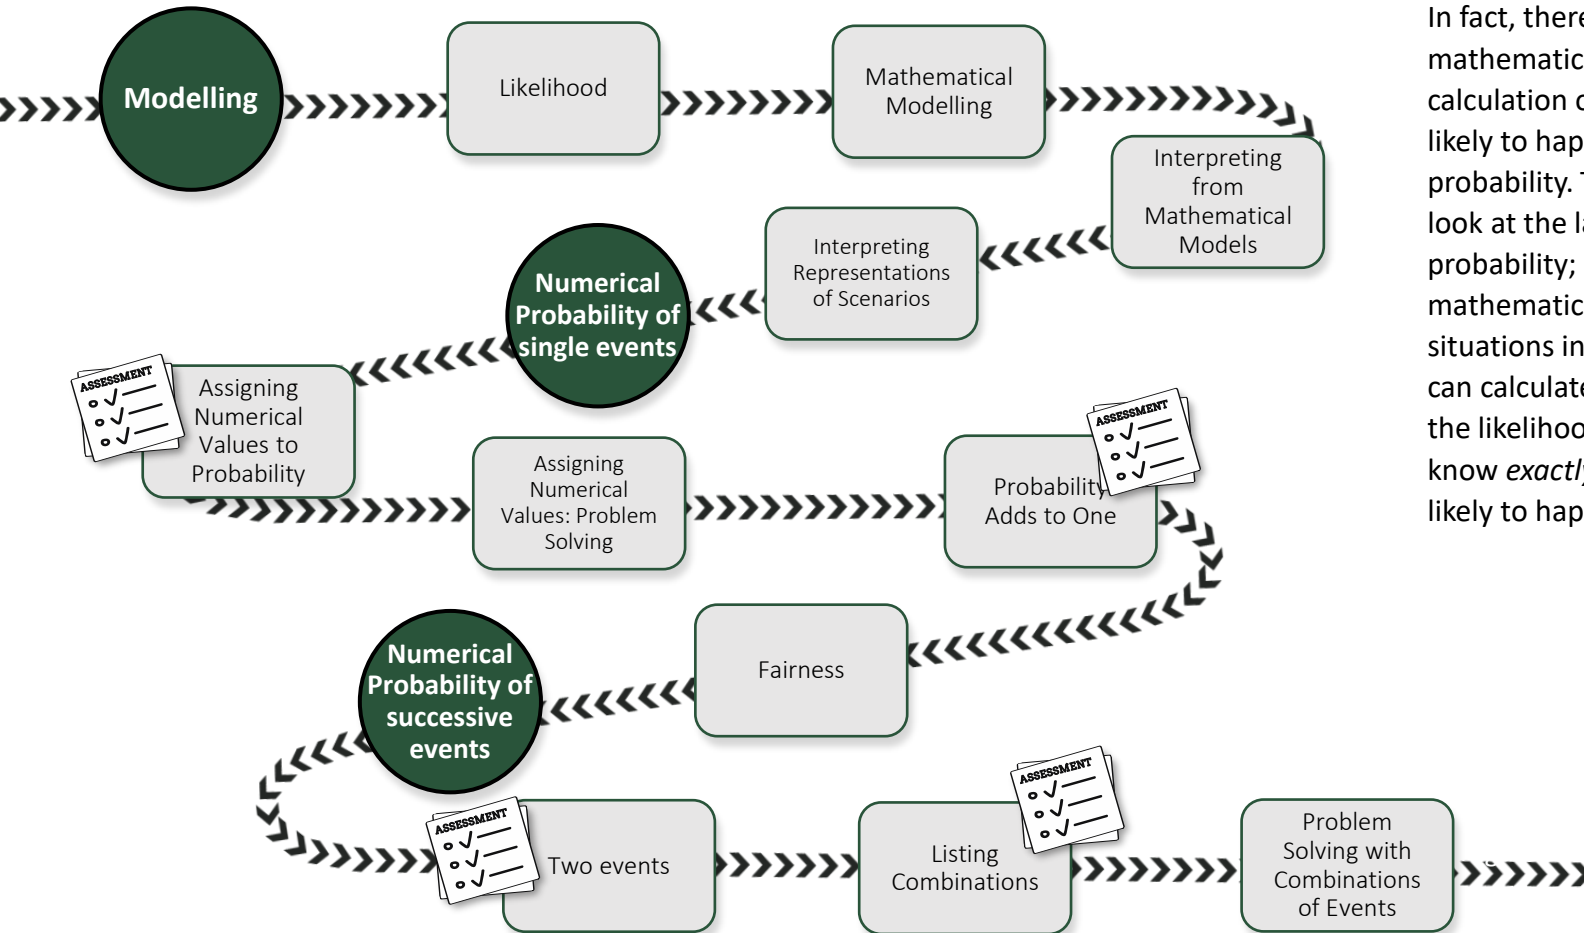 Modelling
Likelihood
Mathematical
Modelling
Interpreting
from
Mathematical
Models
Interpreting
Representations
of Scenarios
Numerical
Probability of
single events
ASSESSMENT
Assigning
Numerical
Values to
Probability
Assigning
Numerical
Values: Problem
Solving
ASSESSMENT
Probability
Adds to One
Fairness
Numerical
Probability of
successive
events
ASSESSMENT
Two events
ASSESSMENT
Listing
Combinations
Problem
Solving with
Combinations
of Events
In fact, there
mathematic
calculation o
likely to hap
probability. T
look at the la
probability;
mathematic
situations in
can calculate
the likelihoo
know exactly
likely to hap